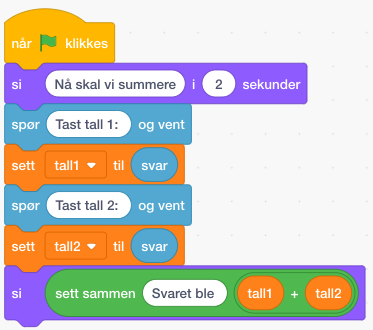 når klikkes
si Nå skal vi summere i 2 sekunder
spør Tast tall 1: og vent
sett tall1 til svar
spør Tast tall 2: og vent
sett tall2 til svar
si sett sammen Svaret ble tall1 + tall2